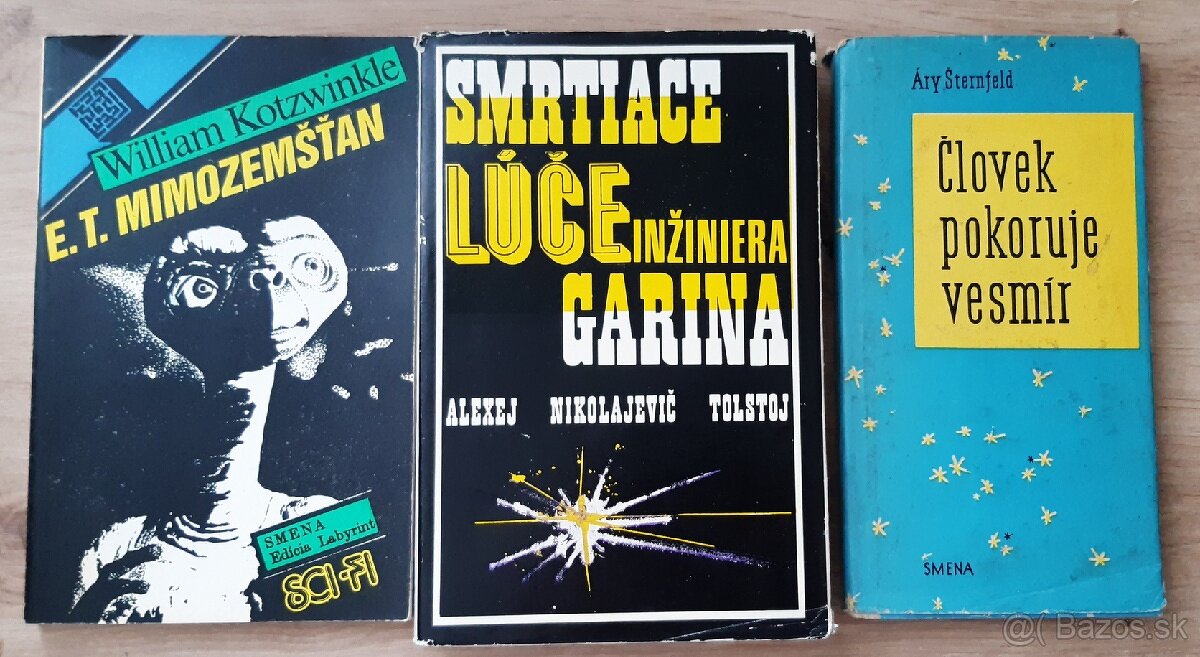 William Kotzwinkle
E. T. MIMOZEMŠŤAN
SMENA
Edícia Labyrint
SCI-FI
SMRTIACE
LÚČE INŽINIERA
GARINA
ALEXEJ NIKOLAJEVIČ TOLSTOJ
Áry Šternfeld
Človek
pokoruje
vesmír
SMENA
@( Bazos.sk